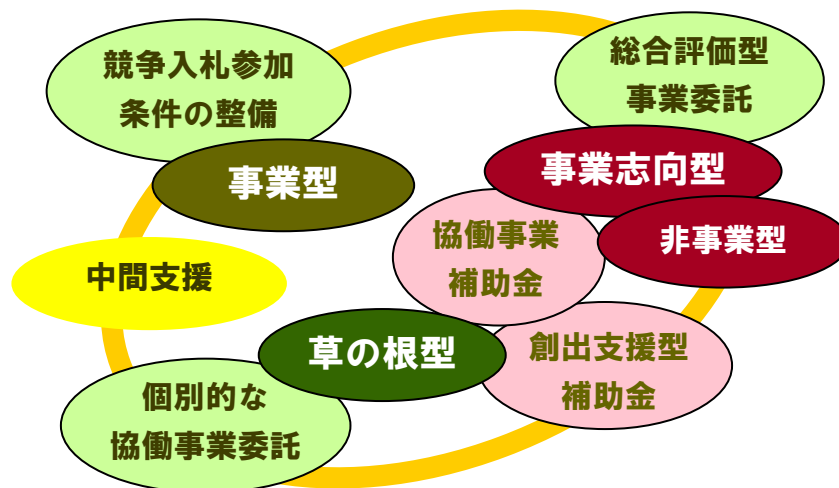 競争入札参加
条件の整備
総合評価型
事業委託
事業型
事業志向型
協働事業
補助金
非事業型
中間支援
草の根型
創出支援型
補助金
個別的な
協働事業委託